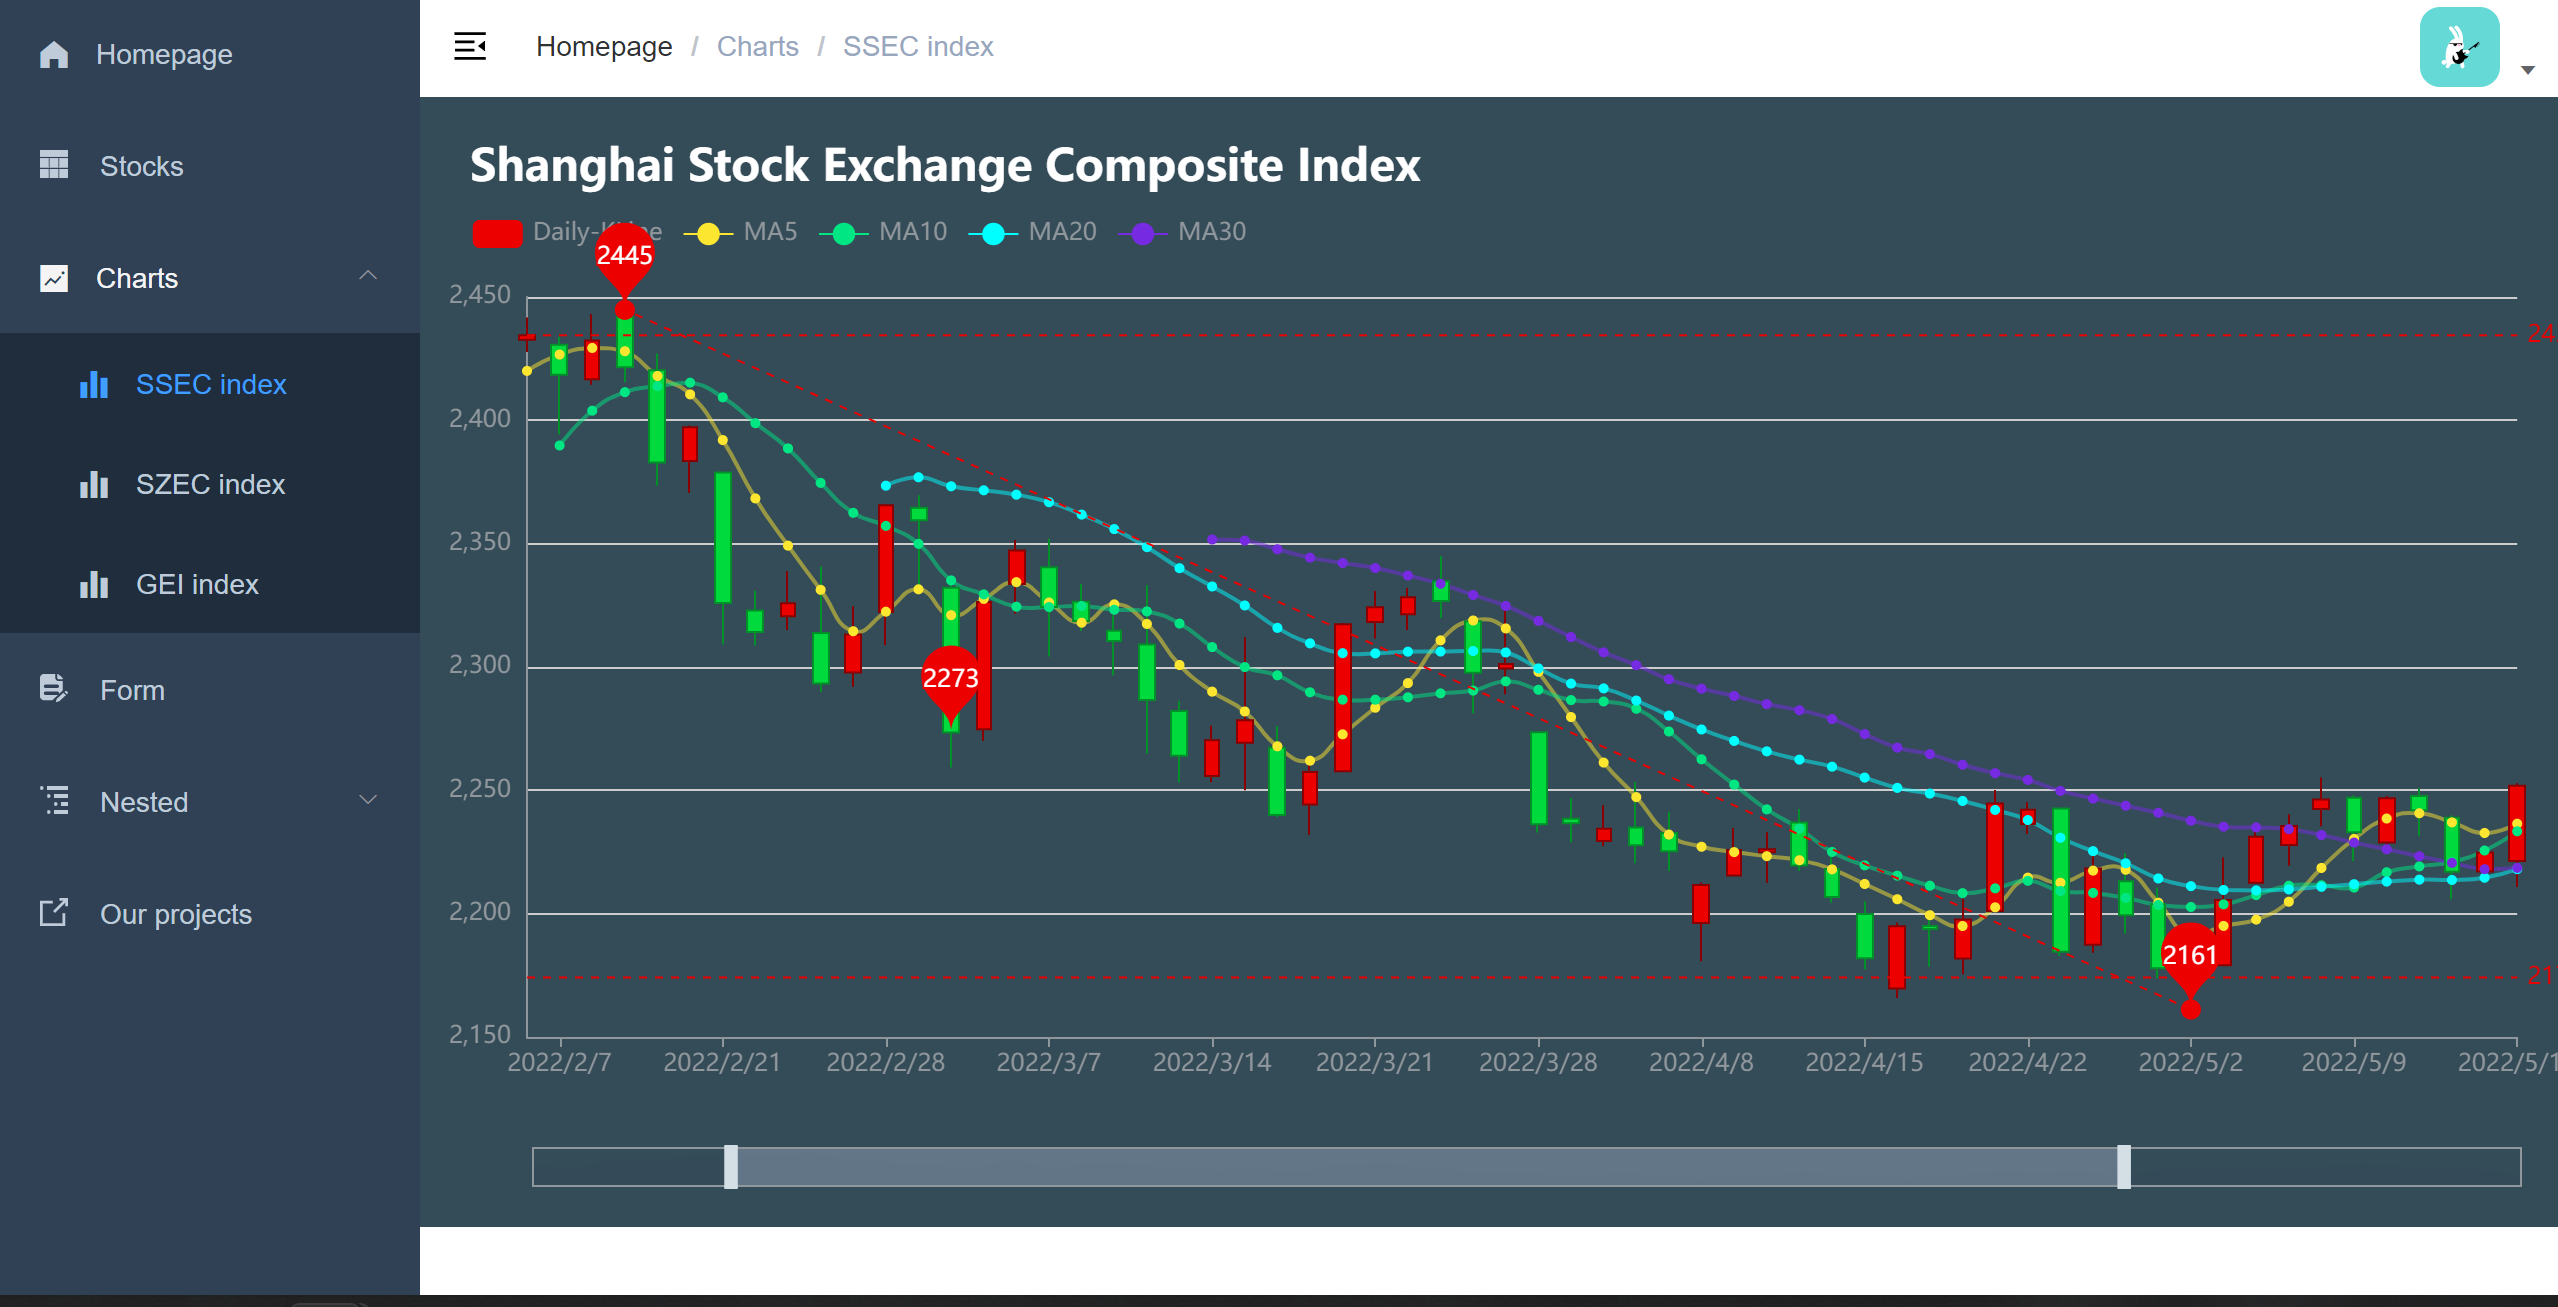 Homepage
Stocks
Charts
SSEC index
SZEC index
GEI index
Form
Nested
Our projects
Homepage / Charts / SSEC index
Shanghai Stock Exchange Composite Index
MA5 MA10 MA20 MA30
2445
2273
2161
2,450
2,400
2,350
2,300
2,250
2,200
2,150
24
21
2022/2/7 2022/2/21 2022/2/28 2022/3/7 2022/3/14 2022/3/21 2022/3/28 2022/4/8 2022/4/15 2022/4/22 2022/5/2 2022/5/9 2022/5/1